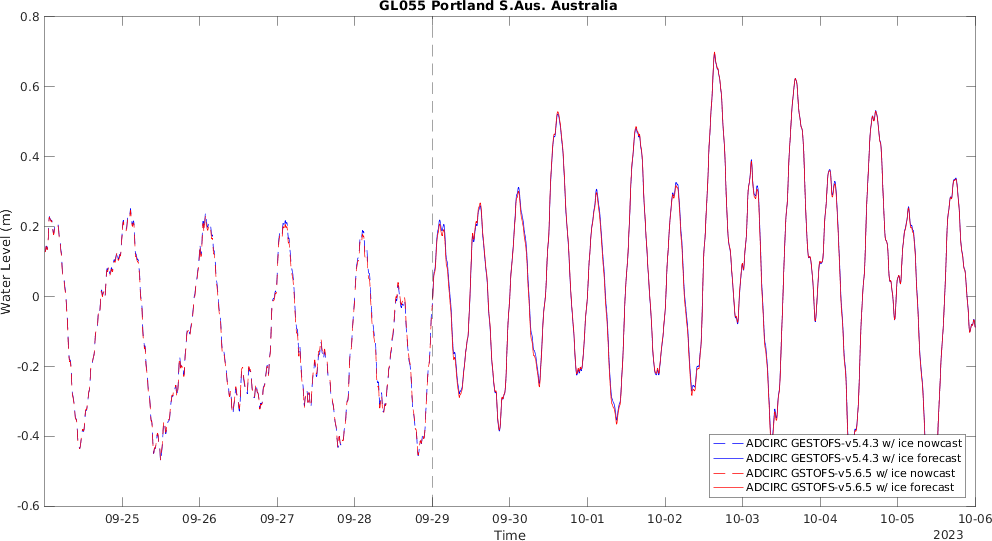 GL055 Portland S.Aus. Australia
0.8
0.6
0.4
0.2
0
-0.2
-0.4
-0.6
Water Level (m)
09-25 09-26 09-27 09-28 09-29 09-30 10-01 10-02 10-03 10-04 10-05 10-06
Time
2023
ADCIRC GESTOFS-v5.4.3 w/ ice nowcast
ADCIRC GESTOFS-v5.4.3 w/ ice forecast
ADCIRC GSTOFS-v5.6.5 w/ ice nowcast
ADCIRC GSTOFS-v5.6.5 w/ ice forecast